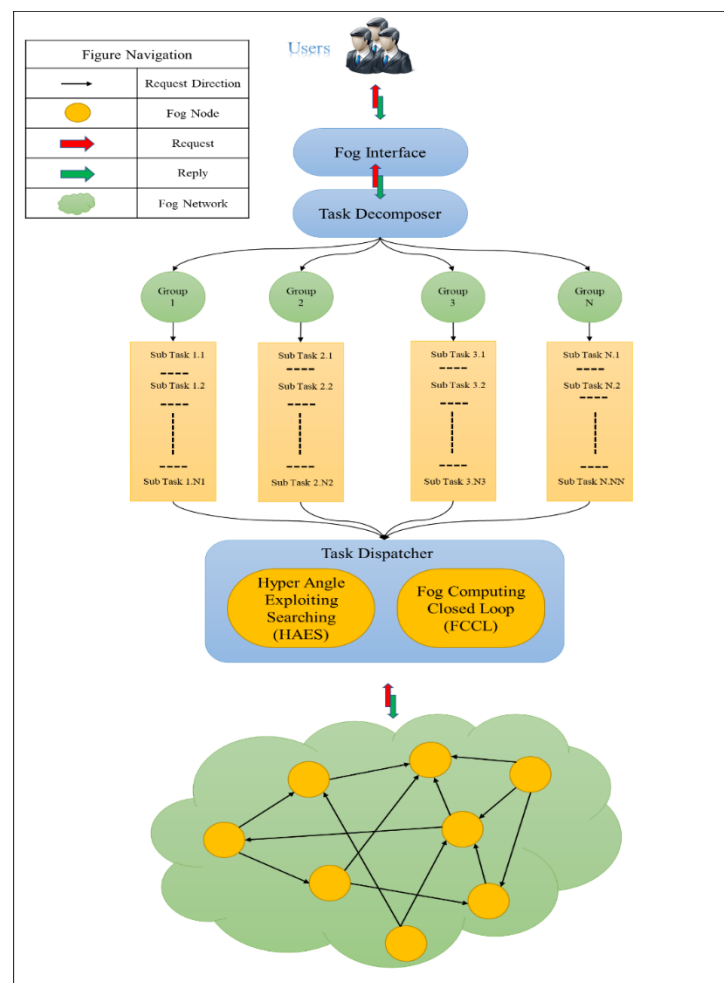 Users
Figure Navigation
Request Direction
Fog Node
Request
Reply
Fog Network
Fog Interface
Task Decomposer
Group
1
Group
2
Group
3
Group
N
Sub Task 1.1
Sub Task 1.2
Sub Task 1.N1
Sub Task 2.1
Sub Task 2.2
Sub Task 2.N2
Sub Task 3.1
Sub Task 3.2
Sub Task 3.N3
Sub Task N.1
Sub Task N.2
Sub Task N.NN
Task Dispatcher
Hyper Angle
Exploiting
Searching
(HAES)
Fog Computing
Closed Loop
(FCCL)